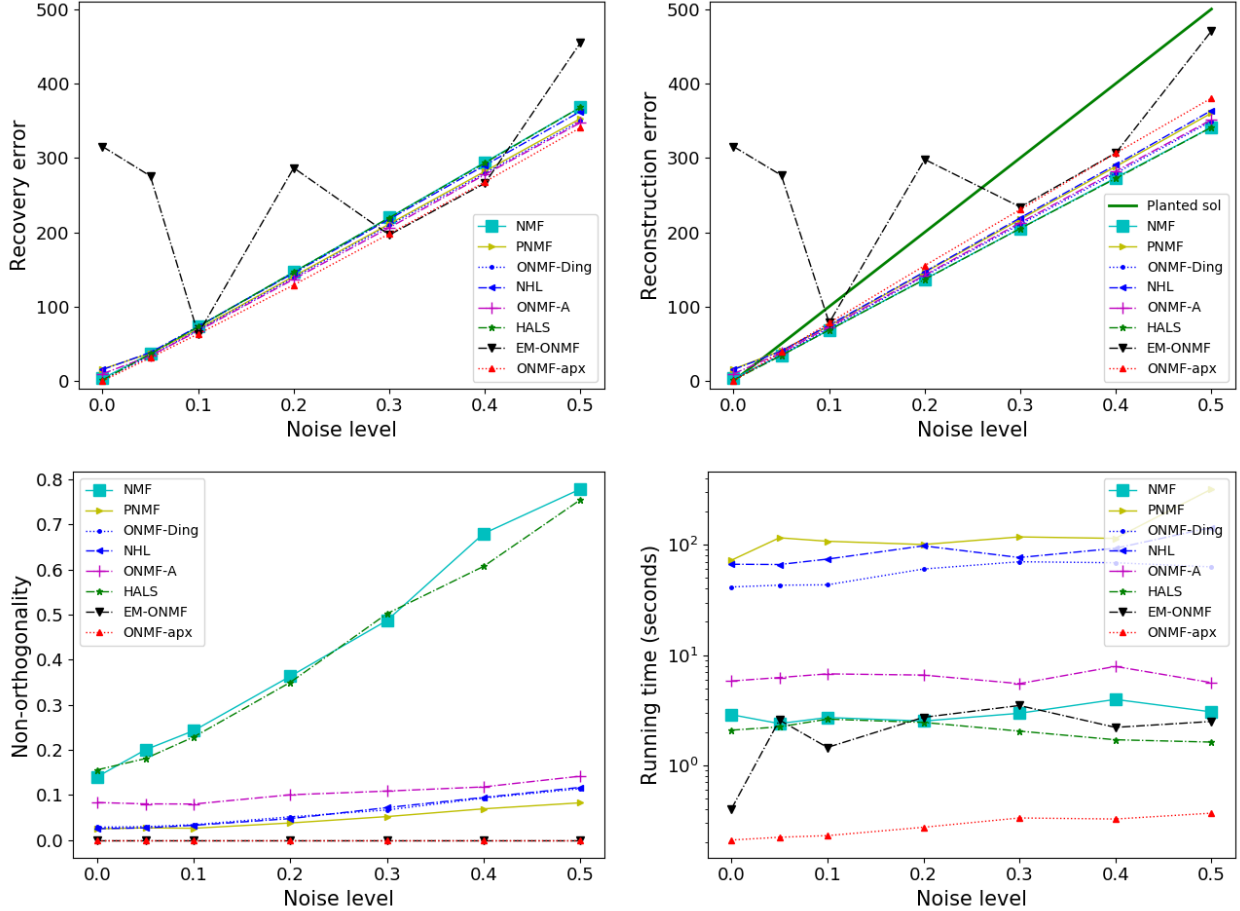 500
400
300
200
100
0
Recovery error
NMF
PNMF
ONMF-Ding
NHL
ONMF-A
HALS
EM-ONMF
ONMF-apx
0.0 0.1 0.2 0.3 0.4 0.5
Noise level
500
400
300
200
100
0
Reconstruction error
Planted sol
NMF
PNMF
ONMF-Ding
NHL
ONMF-A
HALS
EM-ONMF
ONMF-apx
0.0 0.1 0.2 0.3 0.4 0.5
Noise level
0.8
0.7
0.6
0.5
0.4
0.3
0.2
0.1
0.0
Non-orthogonality
NMF
PNMF
ONMF-Ding
NHL
ONMF-A
HALS
EM-ONMF
ONMF-apx
0.0 0.1 0.2 0.3 0.4 0.5
Noise level
10²
10¹
10⁰
Running time (seconds)
NMF
PNMF
ONMF-Ding
NHL
ONMF-A
HALS
EM-ONMF
ONMF-apx
0.0 0.1 0.2 0.3 0.4 0.5
Noise level